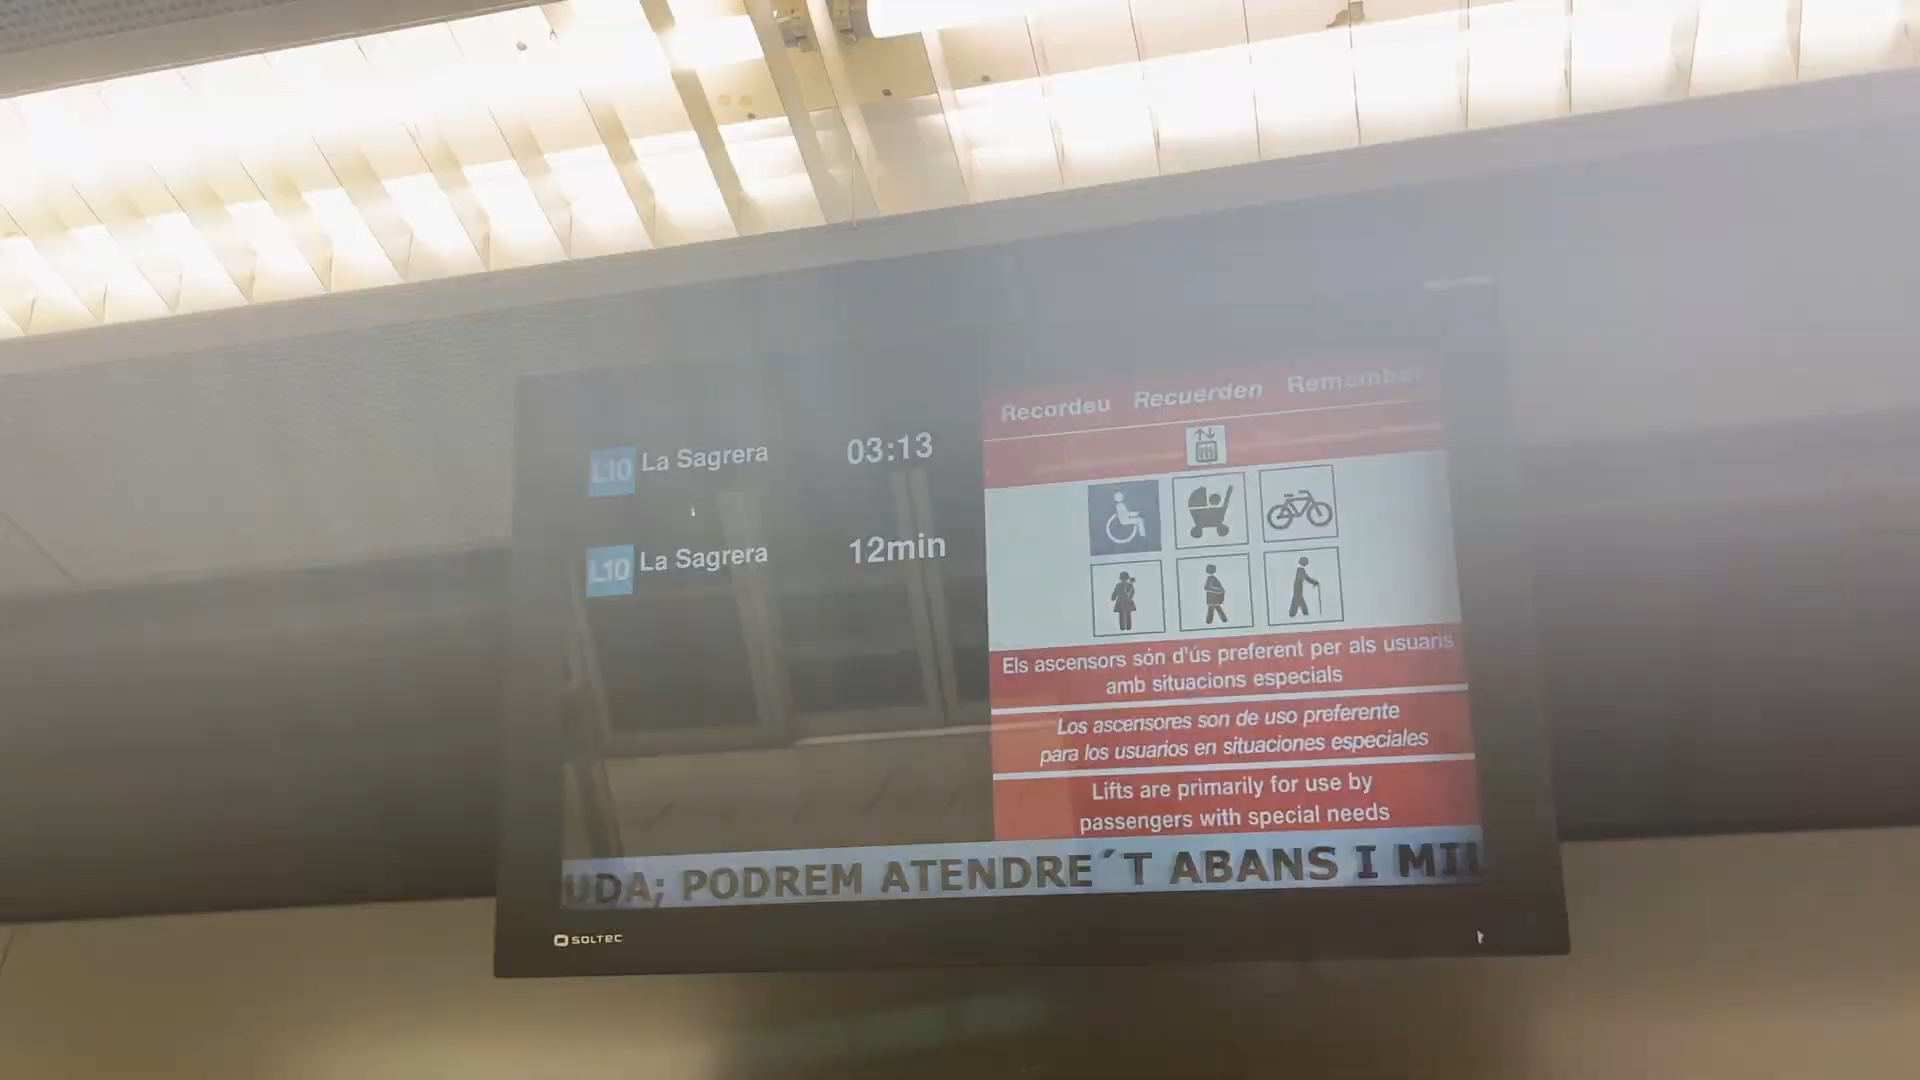 L10 La Sagrera 03:13
L10 La Sagrera 12min
Recordeu Recuerden Remember
Els ascensors són d'ús preferent per als usuaris
amb situacions especials
Los ascensores son de uso preferente
para los usuarios en situaciones especiales
Lifts are primarily for use by
passengers with special needs
UDA; PODREM ATENDRE´T ABANS I MIL
SOLTEC